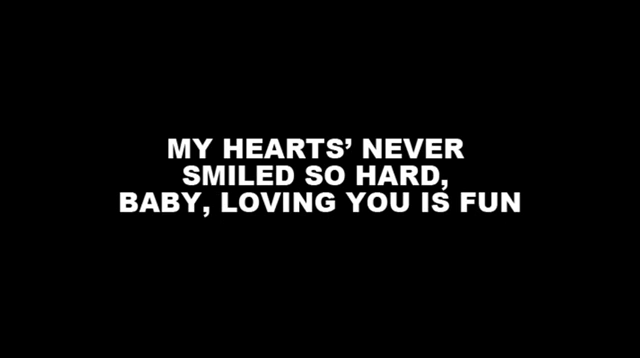 MY HEARTS’ NEVER
SMILED SO HARD,
BABY, LOVING YOU IS FUN